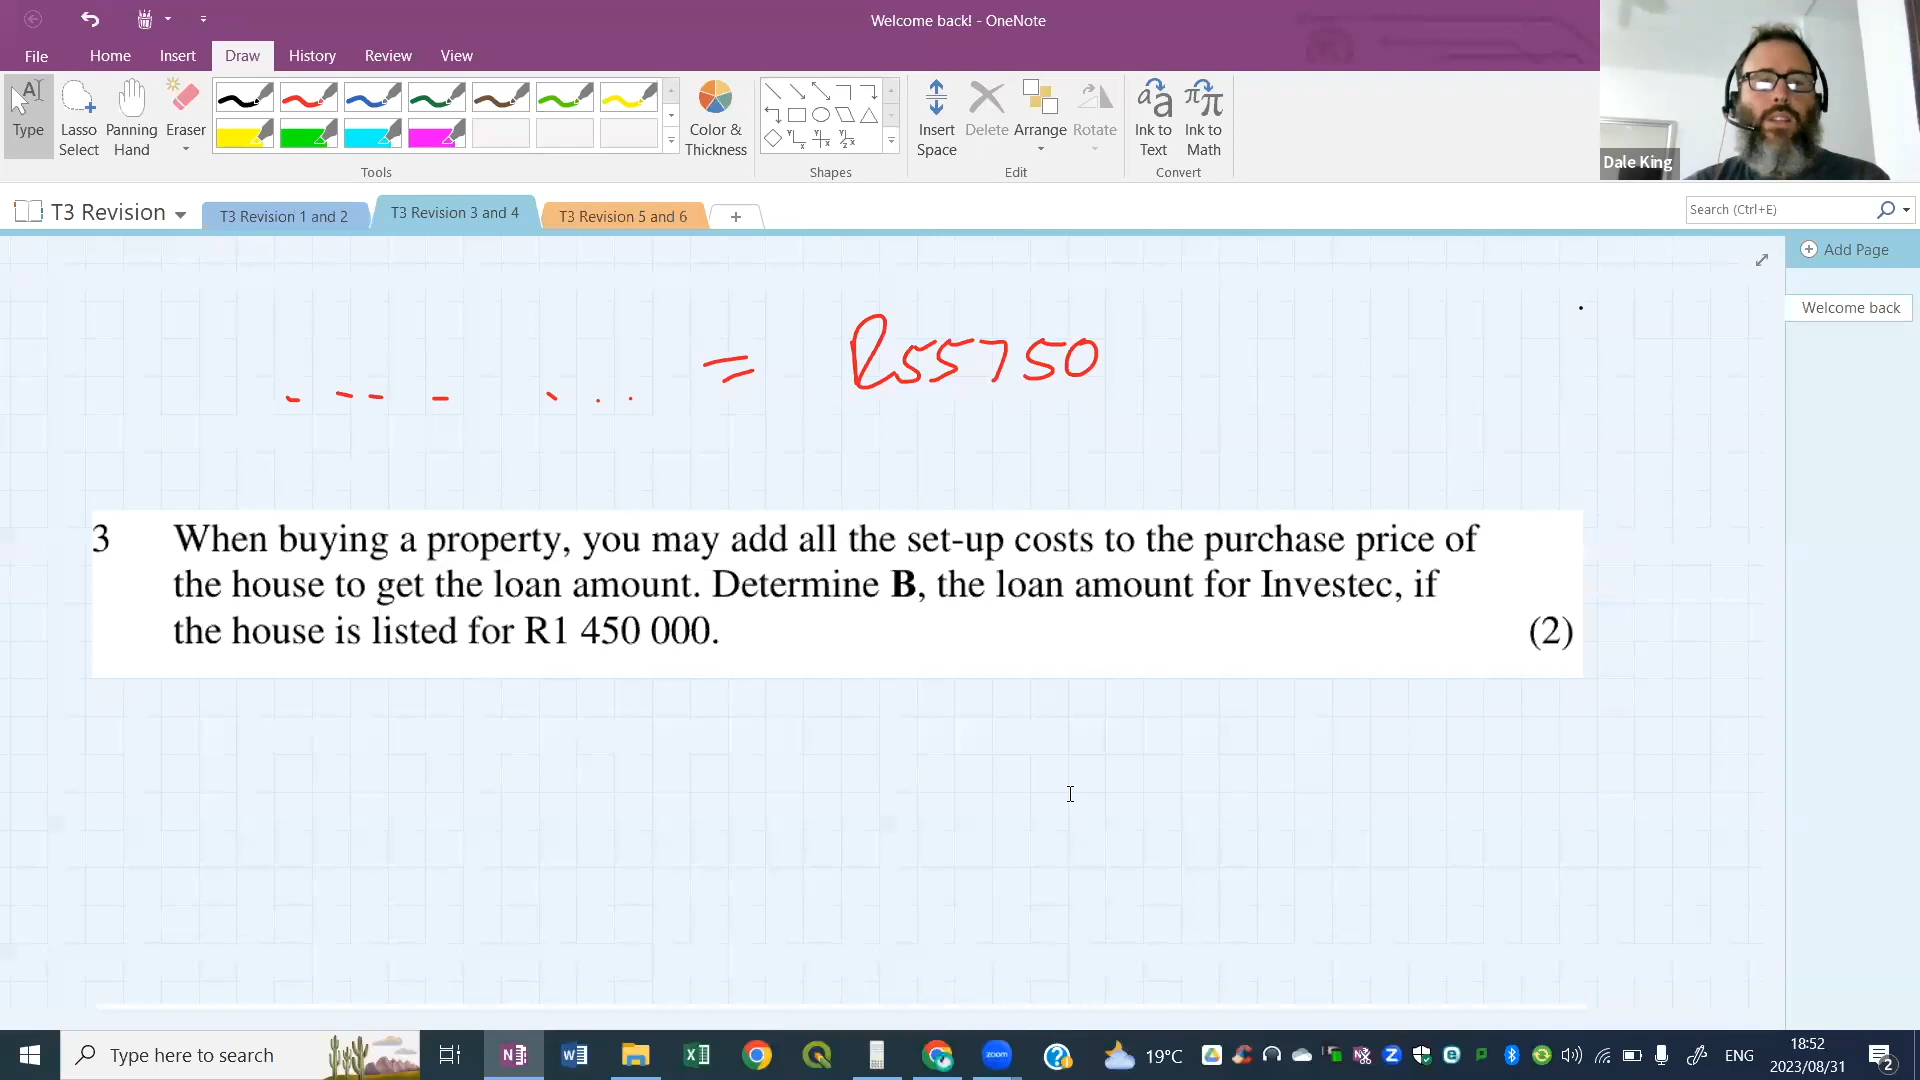 Welcome back! - OneNote
File Home Insert Draw History Review View
Type
Lasso Select
Panning Hand
Eraser
Color & Thickness
Insert Space
Delete
Arrange
Rotate
Ink to Text
Ink to Math
Tools
Shapes
Edit
Convert
Dale King
T3 Revision
T3 Revision 1 and 2
T3 Revision 3 and 4
T3 Revision 5 and 6
Search (Ctrl+E)
Add Page
Welcome back
= R55750
3 When buying a property, you may add all the set-up costs to the purchase price of
the house to get the loan amount. Determine B, the loan amount for Investec, if
the house is listed for R1 450 000. (2)
Type here to search
zoom
19°C
ENG
18:52
2023/08/31
2